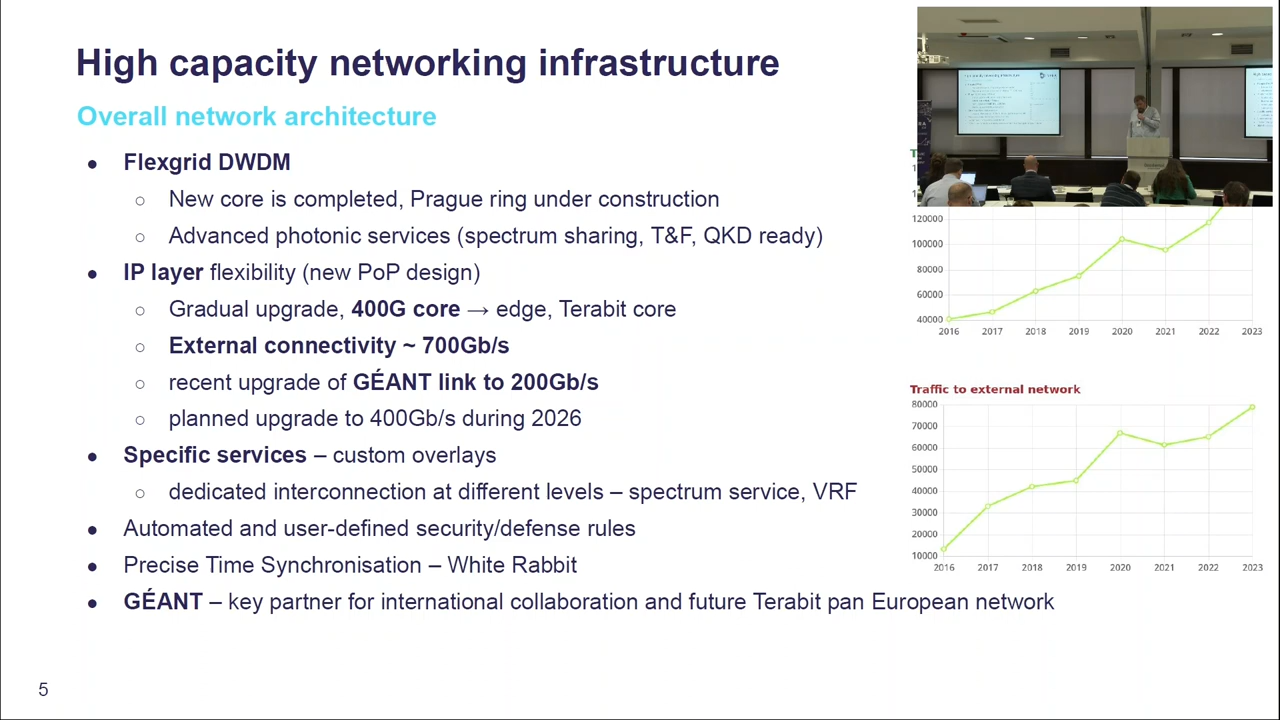 High capacity networking infrastructure
Overall network architecture
● Flexgrid DWDM
○ New core is completed, Prague ring under construction
○ Advanced photonic services (spectrum sharing, T&F, QKD ready)
● IP layer flexibility (new PoP design)
○ Gradual upgrade, 400G core → edge, Terabit core
○ External connectivity ~ 700Gb/s
○ recent upgrade of GÉANT link to 200Gb/s
○ planned upgrade to 400Gb/s during 2026
● Specific services – custom overlays
○ dedicated interconnection at different levels – spectrum service, VRF
● Automated and user-defined security/defense rules
● Precise Time Synchronisation – White Rabbit
● GÉANT – key partner for international collaboration and future Terabit pan European network
120000
100000
80000
60000
40000
2016 2017 2018 2019 2020 2021 2022 2023
Traffic to external network
80000
70000
60000
50000
40000
30000
20000
10000
2016 2017 2018 2019 2020 2021 2022 2023
5